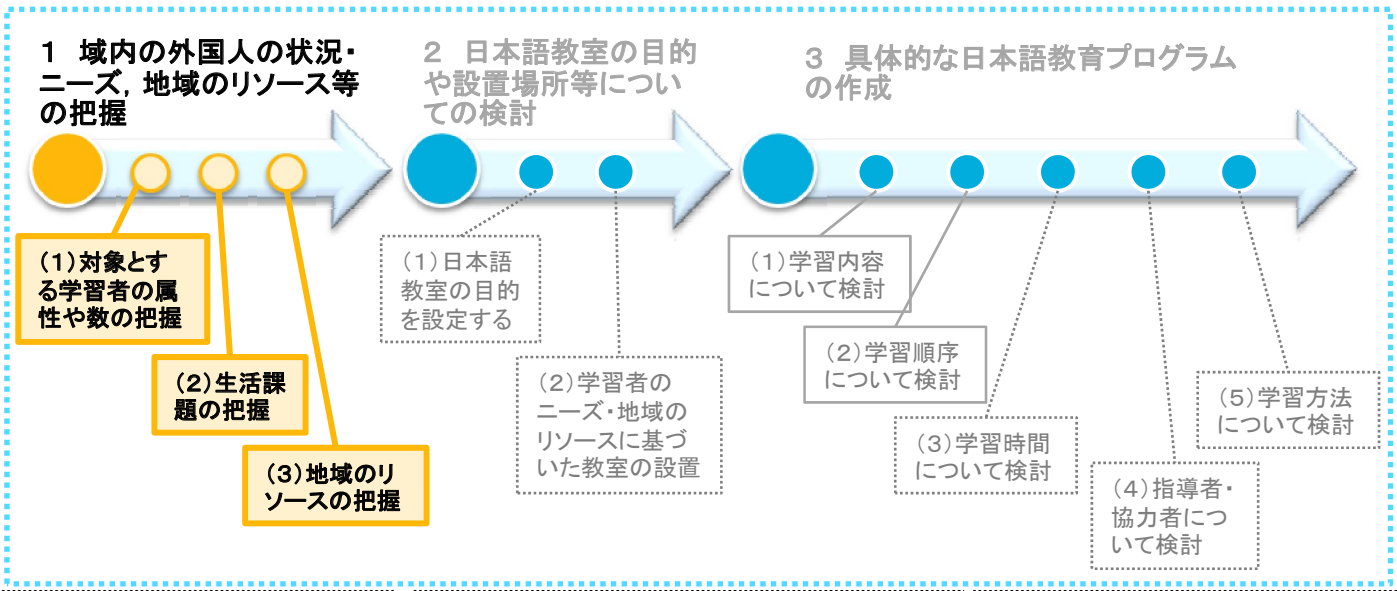 1 域内の外国人の状況・
ニーズ，地域のリソース等
の把握
(1)対象とす
る学習者の属
性や数の把握
(2)生活課
題の把握
(3)地域のリ
ソースの把握
2 日本語教室の目的
や設置場所等につい
ての検討
(1)日本語
教室の目的
を設定する
(2)学習者の
ニーズ・地域の
リソースに基づ
いた教室の設置
3 具体的な日本語教育プログラム
の作成
(1)学習内容
について検討
(2)学習順序
について検討
(3)学習時間
について検討
(4)指導者・
協力者につ
いて検討
(5)学習方法
について検討